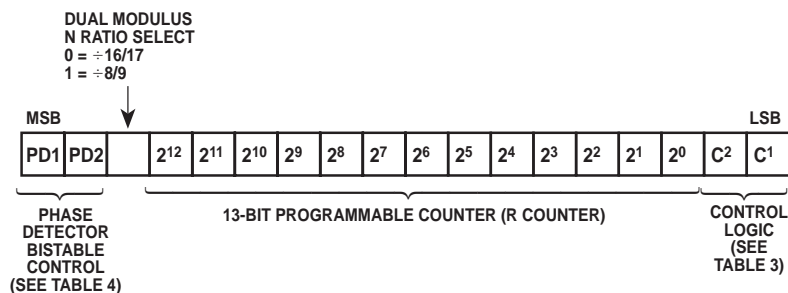 DUAL MODULUS
N RATIO SELECT
0 = ÷16/17
1 = ÷8/9
MSB
LSB
PD1 PD2 2¹² 2¹¹ 2¹⁰ 2⁹ 2⁸ 2⁷ 2⁶ 2⁵ 2⁴ 2³ 2² 2¹ 2⁰ C² C¹
PHASE
DETECTOR
BISTABLE
CONTROL
(SEE TABLE 4)
13-BIT PROGRAMMABLE COUNTER (R COUNTER)
CONTROL
LOGIC
(SEE
TABLE 3)